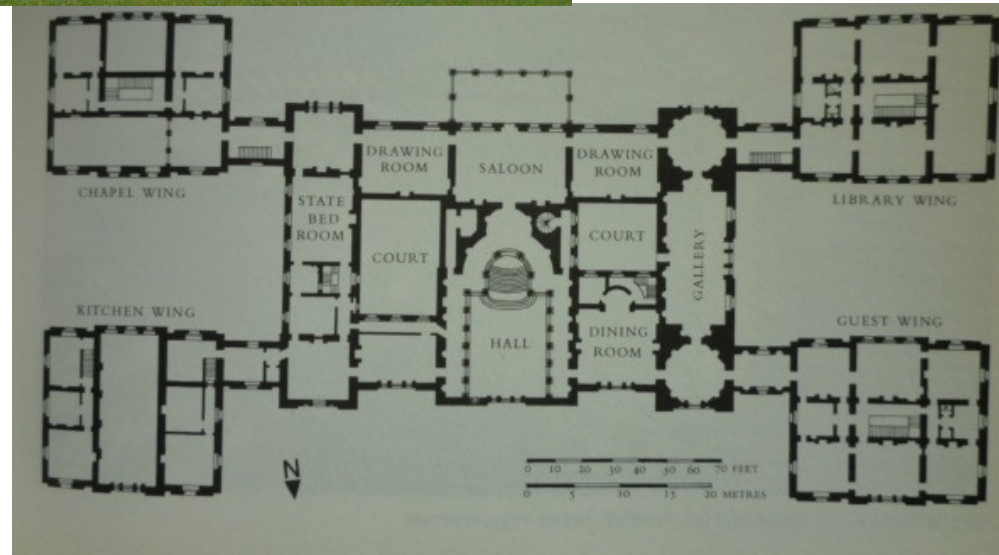 DRAWING
ROOM
SALOON
DRAWING
ROOM
CHAPEL WING
LIBRARY WING
STATE
BED
ROOM
COURT
COURT
GALLERY
KITCHEN WING
GUEST WING
HALL
DINING
ROOM
N
0 10 20 30 40 50 60 70 FEET
0 5 10 15 20 METRES